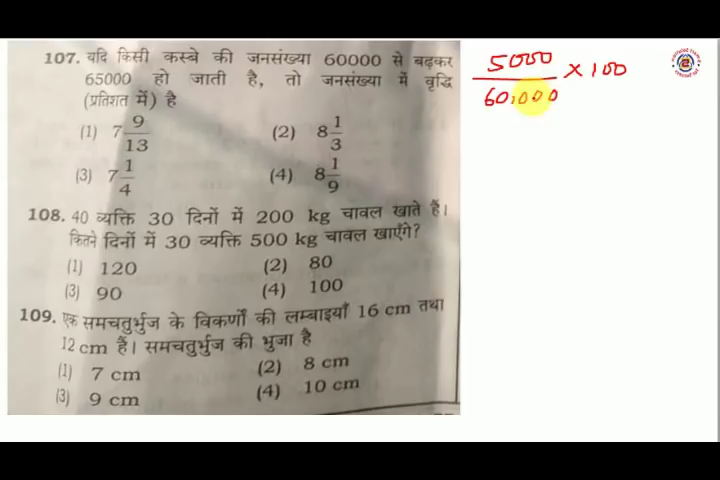 107. यदि किसी कस्बे की जनसंख्या 60000 से बढ़कर
65000 हो जाती है, तो जनसंख्या में वृद्धि
(प्रतिशत में) है
(1) 7 9/13 (2) 8 1/3
(3) 7 1/4 (4) 8 1/9
108. 40 व्यक्ति 30 दिनों में 200 kg चावल खाते हैं।
कितने दिनों में 30 व्यक्ति 500 kg चावल खाएँगे?
(1) 120 (2) 80
(3) 90 (4) 100
109. एक समचतुर्भुज के विकर्णों की लम्बाइयाँ 16 cm तथा
12 cm हैं। समचतुर्भुज की भुजा है
(1) 7 cm (2) 8 cm
(3) 9 cm (4) 10 cm
5000/60,000 × 100